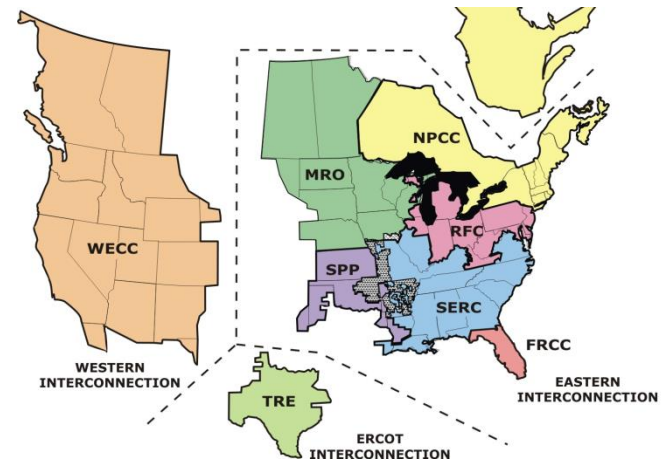 NPCC
MRO
RFC
WECC
SPP
SERC
FRCC
WESTERN
INTERCONNECTION
EASTERN
INTERCONNECTION
TRE
ERCOT
INTERCONNECTION